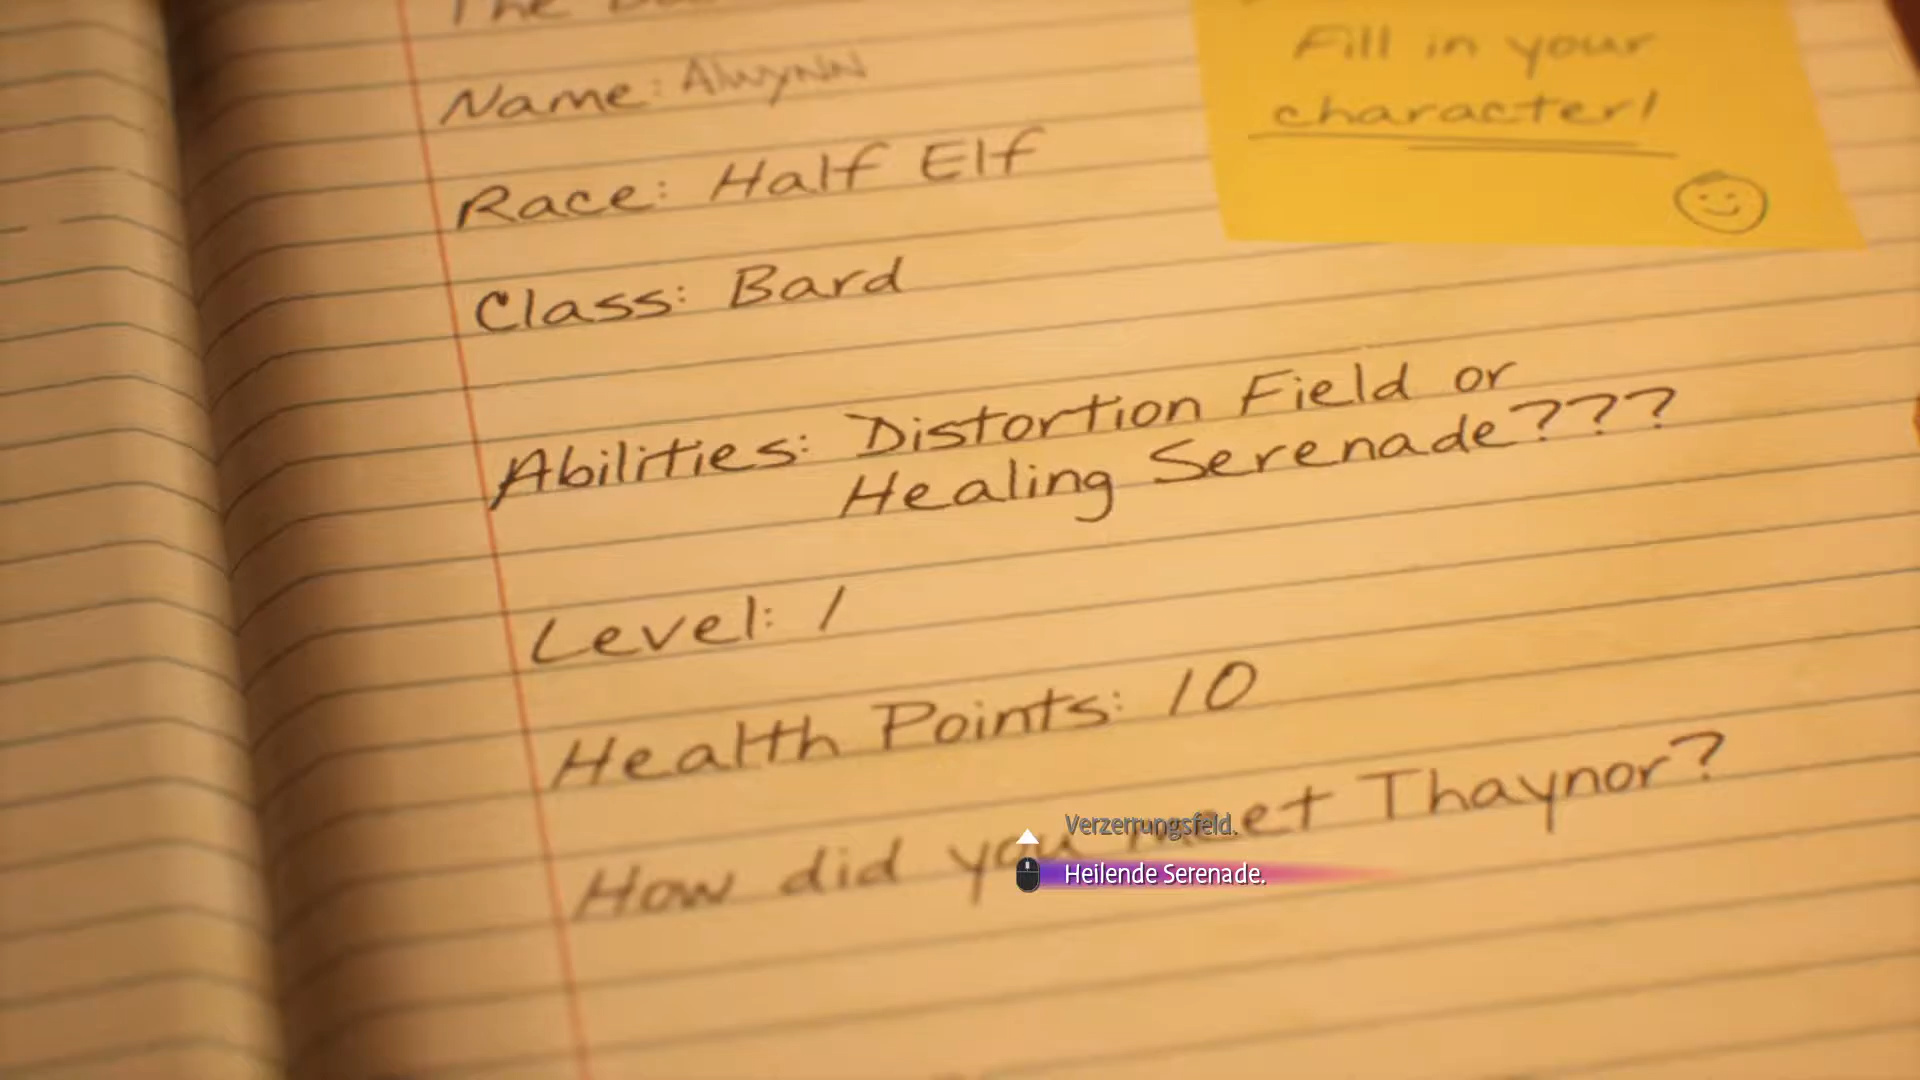 The
Fill in your
character!
Name: Alwynn
Race: Half Elf
Class: Bard
Abilities: Distortion Field or
Healing Serenade???
Level: 1
Health Points: 10
How did you meet Thaynor?
Verzerrungsfeld.
Heilende Serenade.